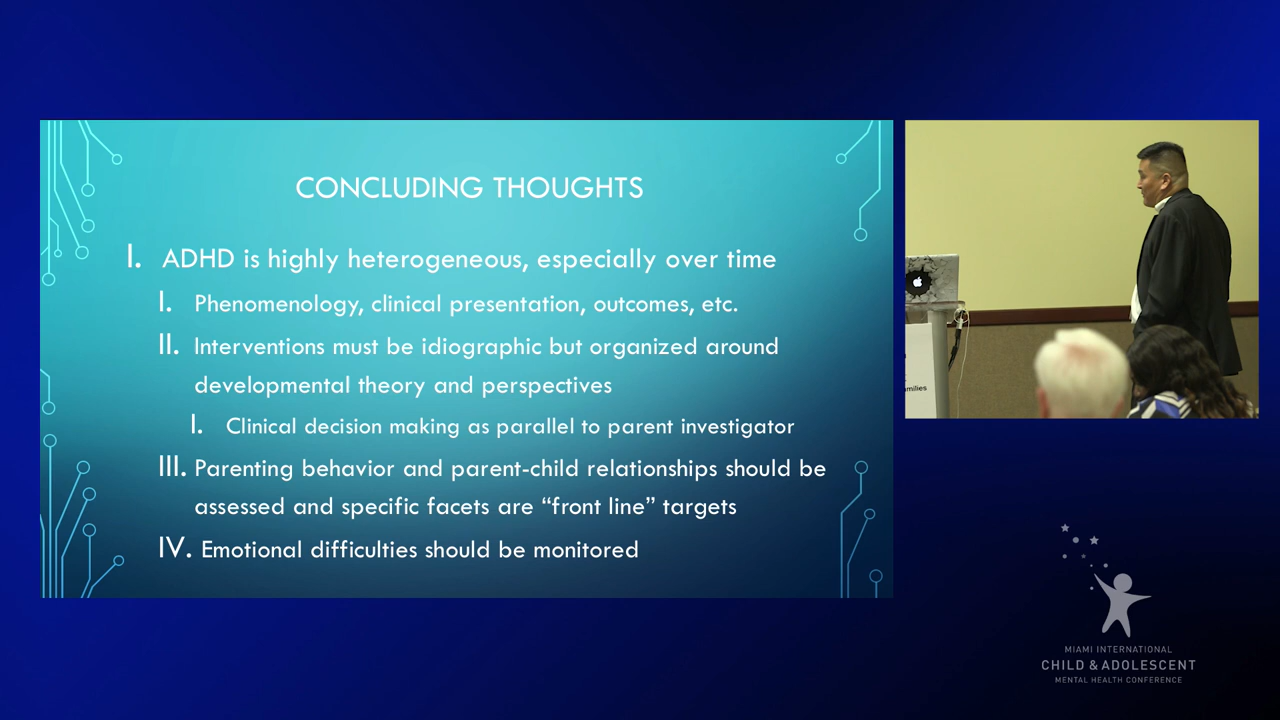 CONCLUDING THOUGHTS
I. ADHD is highly heterogeneous, especially over time
I. Phenomenology, clinical presentation, outcomes, etc.
II. Interventions must be idiographic but organized around
developmental theory and perspectives
I. Clinical decision making as parallel to parent investigator
III. Parenting behavior and parent-child relationships should be
assessed and specific facets are “front line” targets
IV. Emotional difficulties should be monitored
MIAMI INTERNATIONAL
CHILD & ADOLESCENT
MENTAL HEALTH CONFERENCE